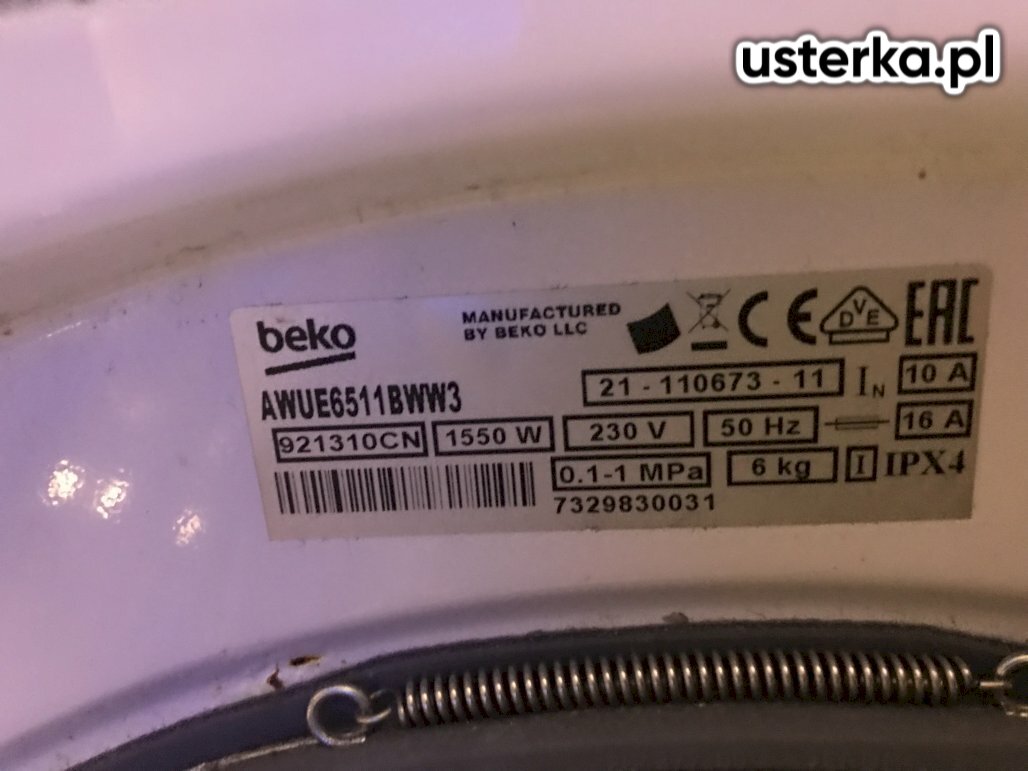 usterka.pl
beko
MANUFACTURED
BY BEKO LLC
CE
VDE
EAC
AWUE6511BWW3
21 - 110673 - 11
IN
10 A
921310CN
1550 W
230 V
50 Hz
16 A
0.1-1 MPa
6 kg
I
IPX4
7329830031